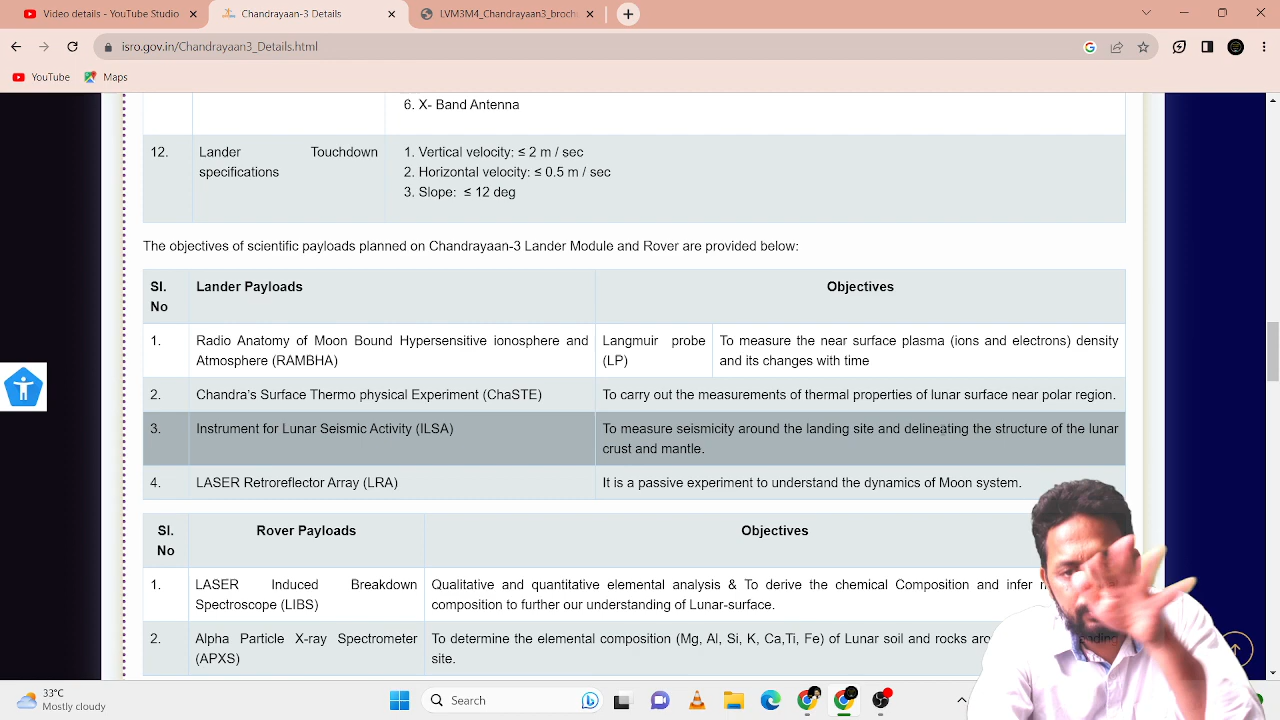 Video details - YouTube Studio
Chandrayaan-3 Details
LVM3M4_Chandrayaan3_broch
isro.gov.in/Chandrayaan3_Details.html
YouTube
Maps
6. X- Band Antenna
12.
Lander Touchdown
specifications
1. Vertical velocity: ≤ 2 m / sec
2. Horizontal velocity: ≤ 0.5 m / sec
3. Slope: ≤ 12 deg
The objectives of scientific payloads planned on Chandrayaan-3 Lander Module and Rover are provided below:
Sl.
No
Lander Payloads
Objectives
1.
Radio Anatomy of Moon Bound Hypersensitive ionosphere and
Atmosphere (RAMBHA)
Langmuir probe
(LP)
To measure the near surface plasma (ions and electrons) density
and its changes with time
2.
Chandra's Surface Thermo physical Experiment (ChaSTE)
To carry out the measurements of thermal properties of lunar surface near polar region.
3.
Instrument for Lunar Seismic Activity (ILSA)
To measure seismicity around the landing site and delineating the structure of the lunar
crust and mantle.
4.
LASER Retroreflector Array (LRA)
It is a passive experiment to understand the dynamics of Moon system.
Sl.
No
Rover Payloads
Objectives
1.
LASER Induced Breakdown
Spectroscope (LIBS)
Qualitative and quantitative elemental analysis & To derive the chemical Composition and infer
composition to further our understanding of Lunar-surface.
2.
Alpha Particle X-ray Spectrometer
(APXS)
To determine the elemental composition (Mg, Al, Si, K, Ca,Ti, Fe) of Lunar soil and rocks
site.
33°C
Mostly cloudy
Search